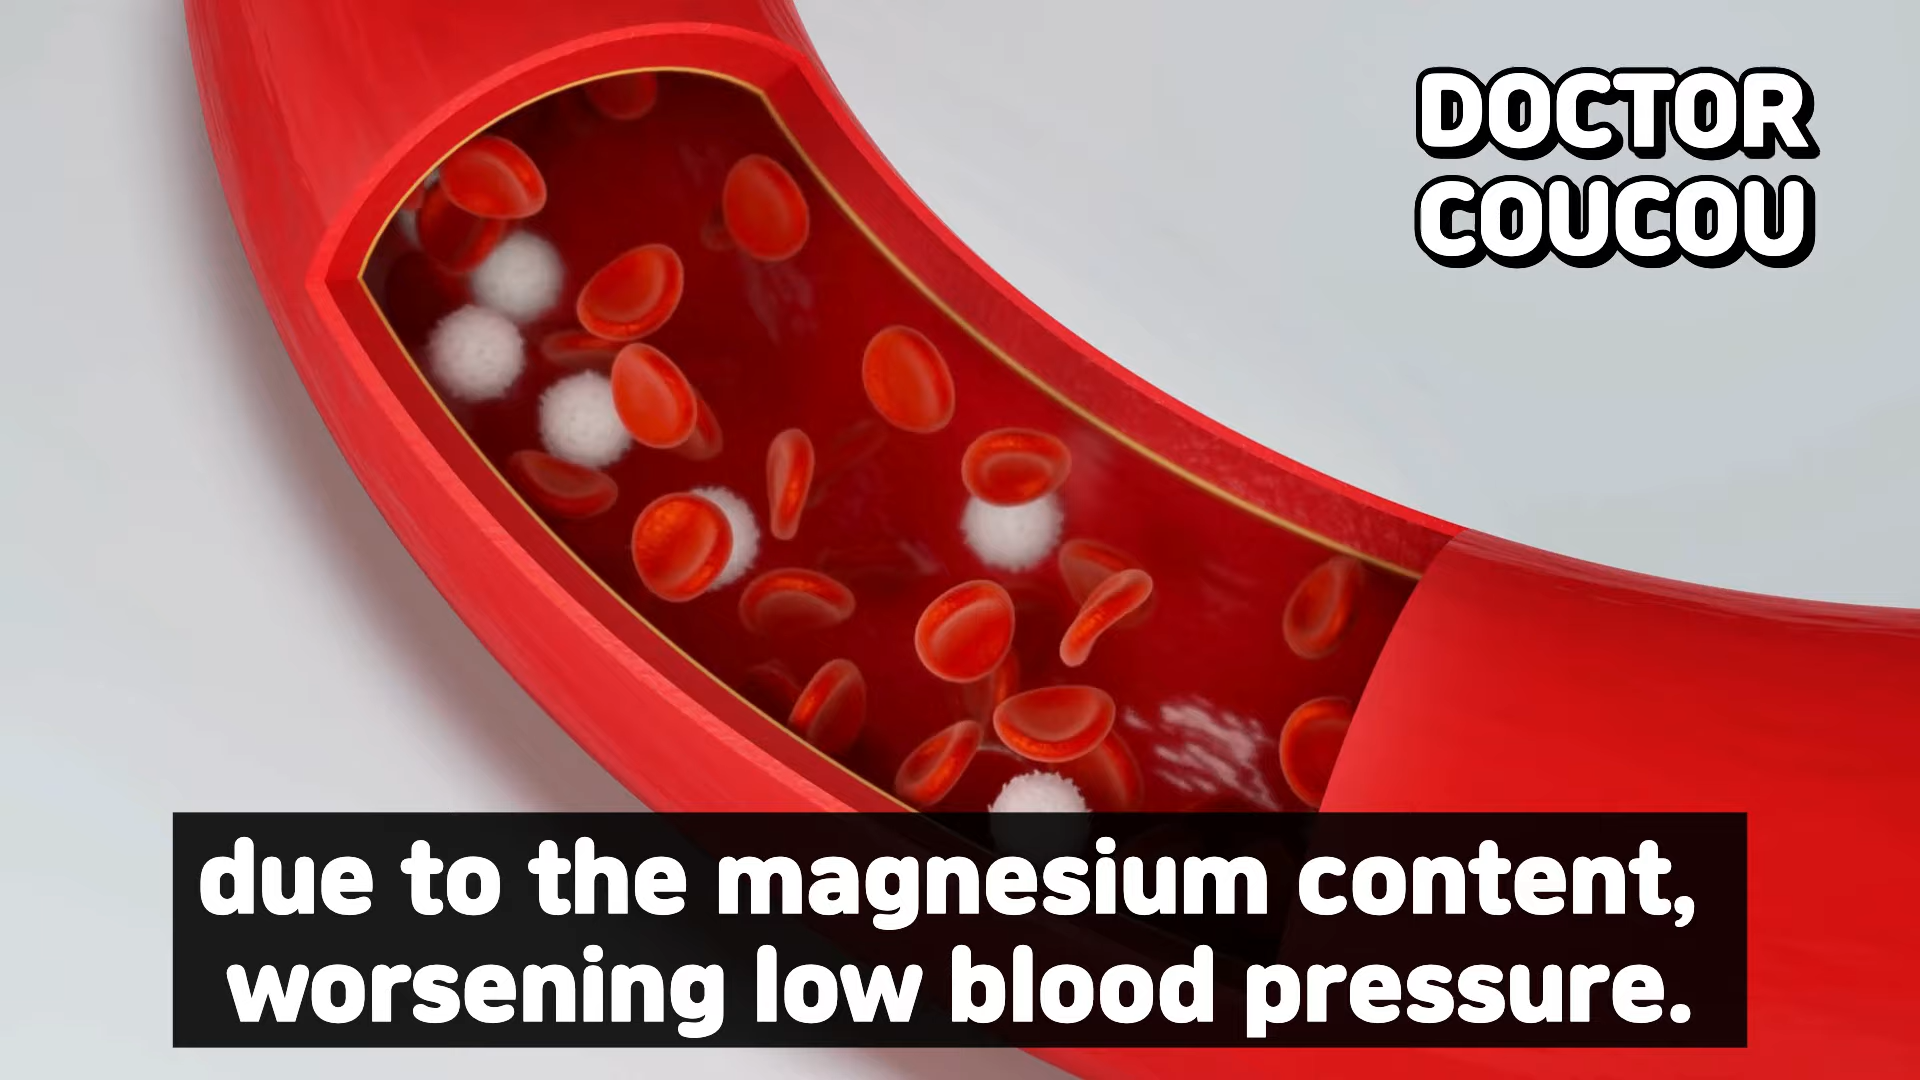 DOCTOR
COUCOU
due to the magnesium content,
worsening low blood pressure.